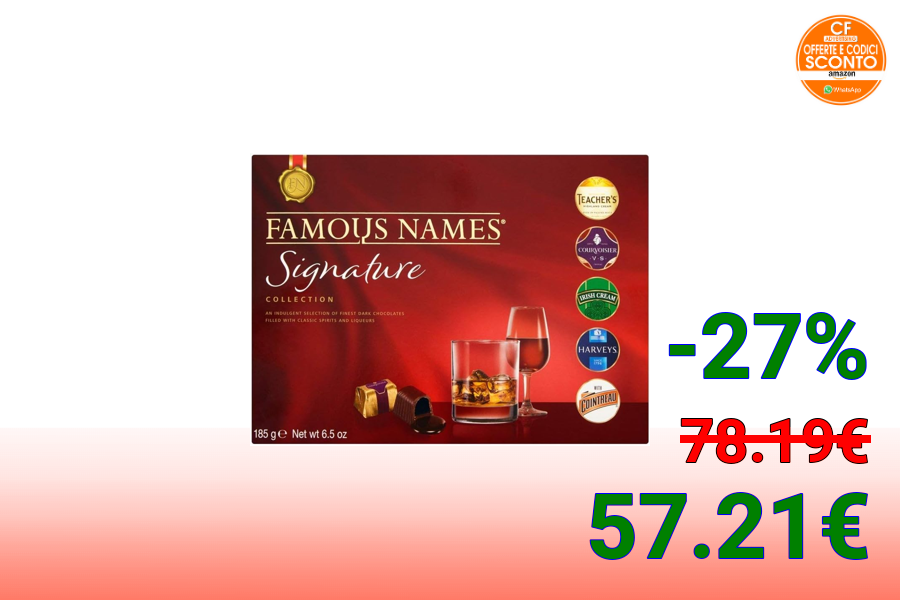 CF
ADVERTISING
OFFERTE E CODICI
SCONTO
amazon
WhatsApp
FN
FAMOUS NAMES®
Signature
COLLECTION
AN INDULGENT SELECTION OF FINEST DARK CHOCOLATES
FILLED WITH CLASSIC SPIRITS AND LIQUEURS
TEACHER'S
COURVOISIER
V.S
IRISH CREAM
HARVEYS
WITH
COINTREAU
185 g ℮ Net wt 6.5 oz
-27%
78.19€
57.21€